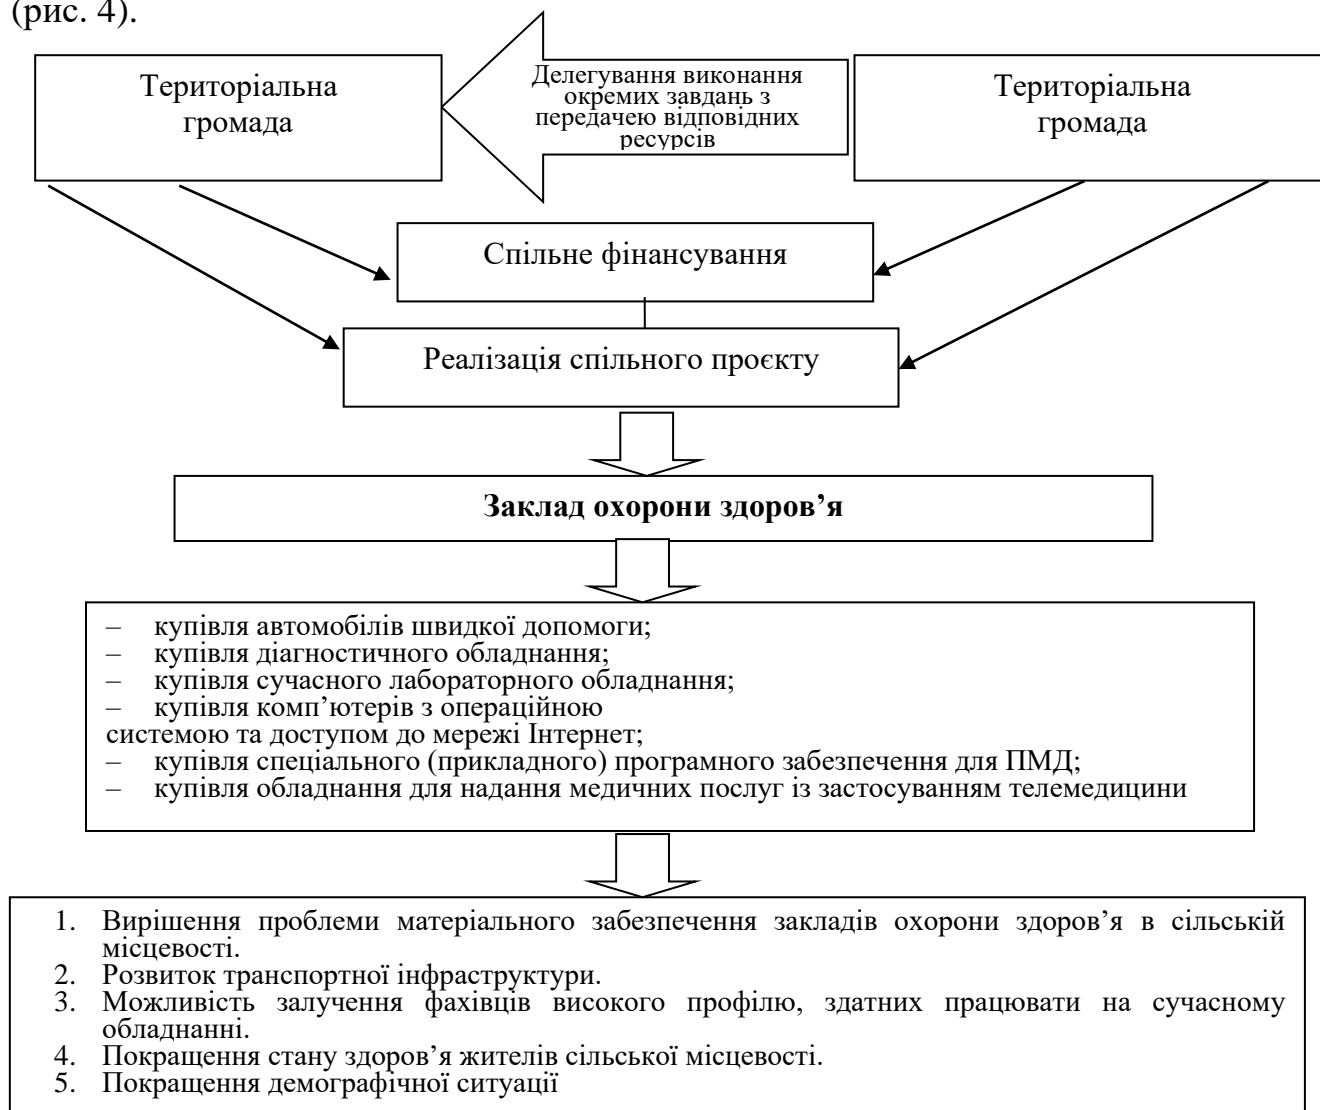 (рис. 4).
Територіальна
громада
Делегування виконання
окремих завдань з
передачею відповідних
ресурсів
Територіальна
громада
Спільне фінансування
Реалізація спільного проєкту
Заклад охорони здоров’я
– купівля автомобілів швидкої допомоги;
– купівля діагностичного обладнання;
– купівля сучасного лабораторного обладнання;
– купівля комп’ютерів з операційною
системою та доступом до мережі Інтернет;
– купівля спеціального (прикладного) програмного забезпечення для ПМД;
– купівля обладнання для надання медичних послуг із застосуванням телемедицини
1. Вирішення проблеми матеріального забезпечення закладів охорони здоров’я в сільській
місцевості.
2. Розвиток транспортної інфраструктури.
3. Можливість залучення фахівців високого профілю, здатних працювати на сучасному
обладнанні.
4. Покращення стану здоров’я жителів сільської місцевості.
5. Покращення демографічної ситуації